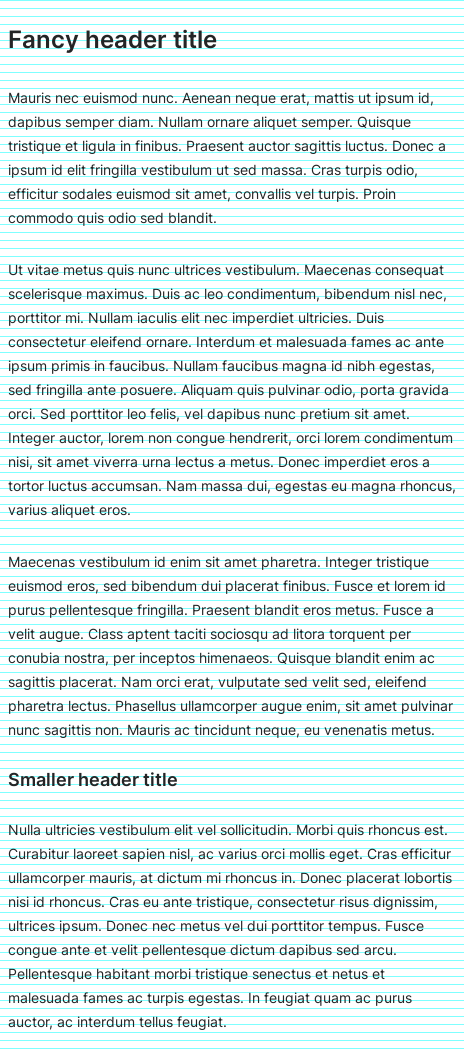 Fancy header title
Mauris nec euismod nunc. Aenean neque erat, mattis ut ipsum id,
dapibus semper diam. Nullam ornare aliquet semper. Quisque
tristique et ligula in finibus. Praesent auctor sagittis luctus. Donec a
ipsum id elit fringilla vestibulum ut sed massa. Cras turpis odio,
efficitur sodales euismod sit amet, convallis vel turpis. Proin
commodo quis odio sed blandit.
Ut vitae metus quis nunc ultrices vestibulum. Maecenas consequat
scelerisque maximus. Duis ac leo condimentum, bibendum nisl nec,
porttitor mi. Nullam iaculis elit nec imperdiet ultricies. Duis
consectetur eleifend ornare. Interdum et malesuada fames ac ante
ipsum primis in faucibus. Nullam faucibus magna id nibh egestas,
sed fringilla ante posuere. Aliquam quis pulvinar odio, porta gravida
orci. Sed porttitor leo felis, vel dapibus nunc pretium sit amet.
Integer auctor, lorem non congue hendrerit, orci lorem condimentum
nisi, sit amet viverra urna lectus a metus. Donec imperdiet eros a
tortor luctus accumsan. Nam massa dui, egestas eu magna rhoncus,
varius aliquet eros.
Maecenas vestibulum id enim sit amet pharetra. Integer tristique
euismod eros, sed bibendum dui placerat finibus. Fusce et lorem id
purus pellentesque fringilla. Praesent blandit eros metus. Fusce a
velit augue. Class aptent taciti sociosqu ad litora torquent per
conubia nostra, per inceptos himenaeos. Quisque blandit enim ac
sagittis placerat. Nam orci erat, vulputate sed velit sed, eleifend
pharetra lectus. Phasellus ullamcorper augue enim, sit amet pulvinar
nunc sagittis non. Mauris ac tincidunt neque, eu venenatis metus.
Smaller header title
Nulla ultricies vestibulum elit vel sollicitudin. Morbi quis rhoncus est.
Curabitur laoreet sapien nisl, ac varius orci mollis eget. Cras efficitur
ullamcorper mauris, at dictum mi rhoncus in. Donec placerat lobortis
nisi id rhoncus. Cras eu ante tristique, consectetur risus dignissim,
ultrices ipsum. Donec nec metus vel dui porttitor tempus. Fusce
congue ante et velit pellentesque dictum dapibus sed arcu.
Pellentesque habitant morbi tristique senectus et netus et
malesuada fames ac turpis egestas. In feugiat quam ac purus
auctor, ac interdum tellus feugiat.